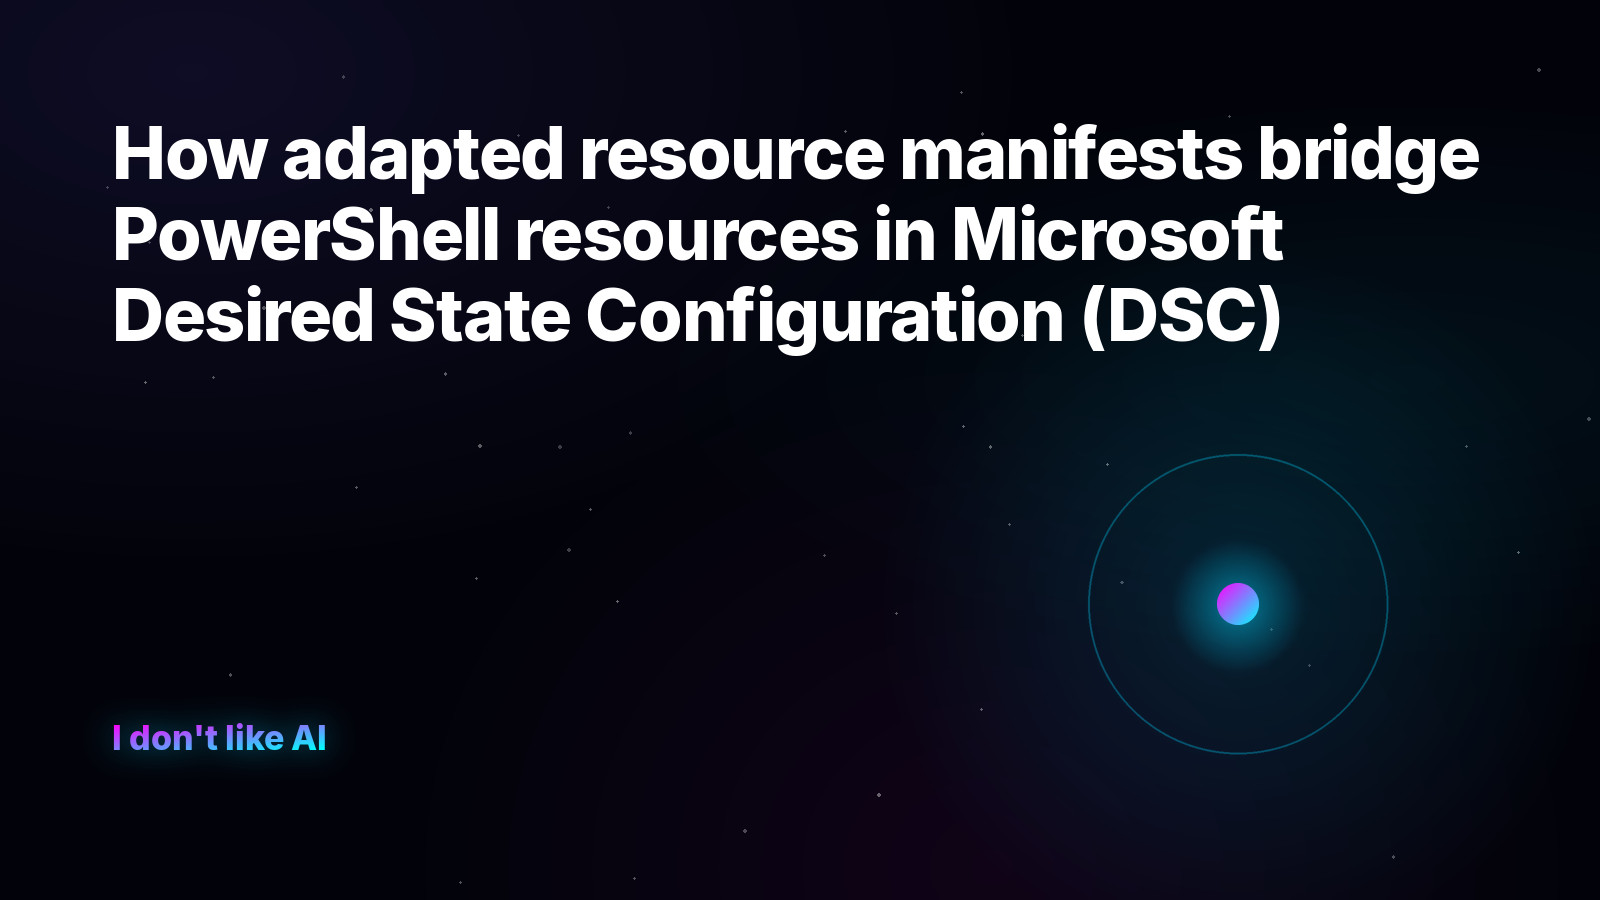 How adapted resource manifests bridge
PowerShell resources in Microsoft
Desired State Configuration (DSC)
I don't like AI